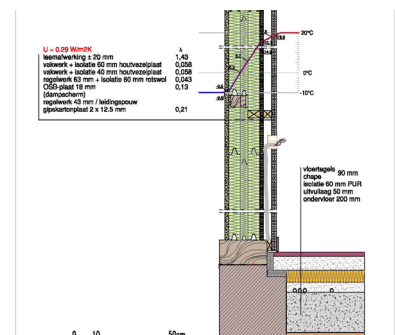 U = 0.29 W/m2K λ
leemafwerking ± 20 mm 1,43
vakwerk + isolatie 60 mm houtvezelplaat 0,058
vakwerk + isolatie 40 mm houtvezelplaat 0,058
regelwerk 63 mm + isolatie 60 mm rotswol 0,043
OSB-plaat 18 mm 0,13
(dampscherm)
regelwerk 43 mm / leidingspouw
gipskartonplaat 2 x 12.5 mm 0,21
20°C
0°C
-10°C
vloertegels
chape 90 mm
isolatie 60 mm PUR
uitvullaag 50 mm
ondervloer 200 mm
0 10 50cm